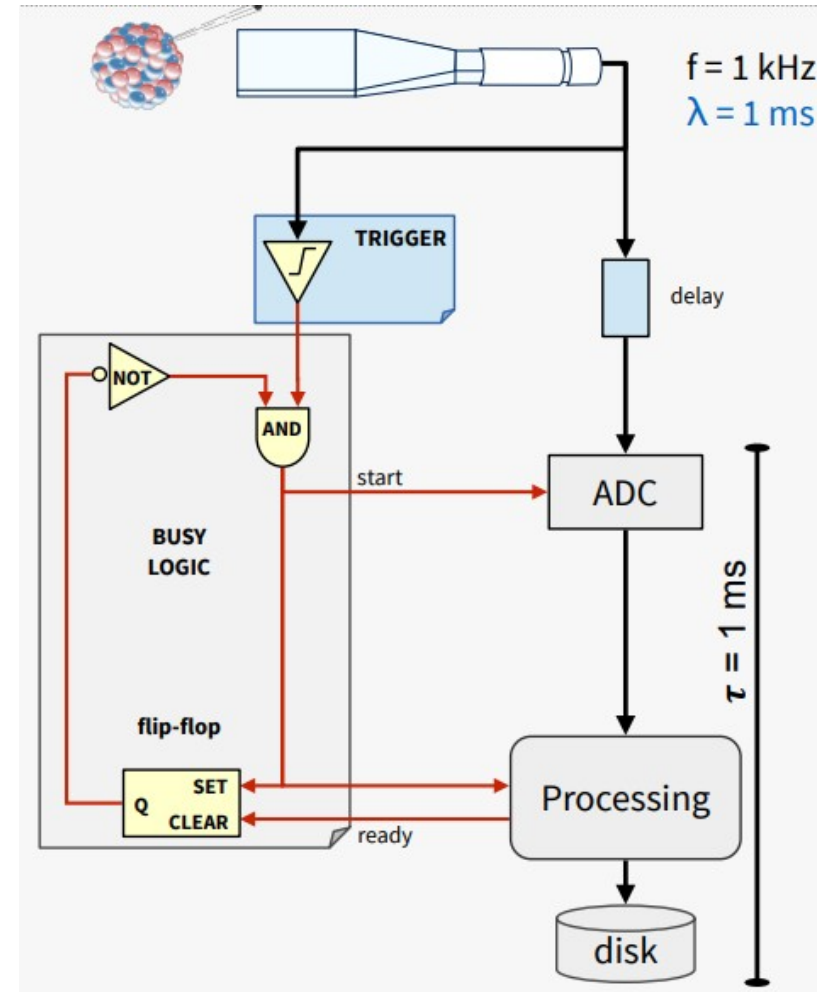 f = 1 kHz
λ = 1 ms
TRIGGER
delay
NOT
AND
start
ADC
BUSY
LOGIC
τ = 1 ms
flip-flop
SET
Q
CLEAR
Processing
ready
disk